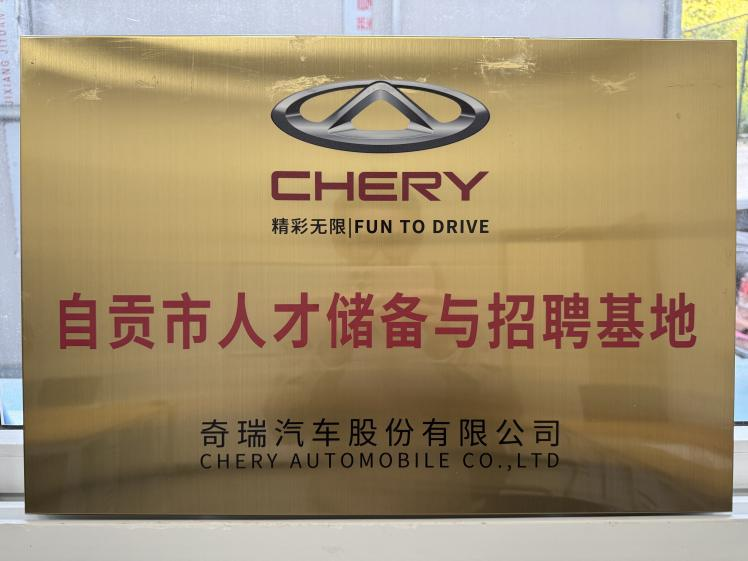 CHERY
精彩无限|FUN TO DRIVE
自贡市人才储备与招聘基地
奇瑞汽车股份有限公司
CHERY AUTOMOBILE CO.,LTD